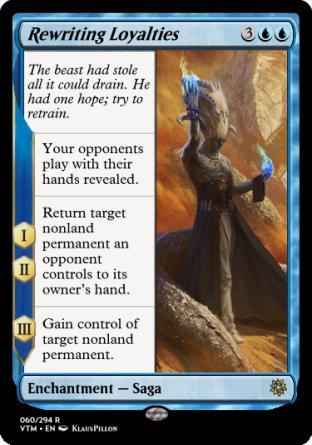 Rewriting Loyalties 3
The beast had stole
all it could drain. He
had one hope; try to
retrain.
Your opponents
play with their
hands revealed.
I
II
Return target
nonland
permanent an
opponent
controls to its
owner's hand.
III
Gain control of
target nonland
permanent.
Enchantment — Saga
060/294 R
VTM • EN KLAUSPILLON